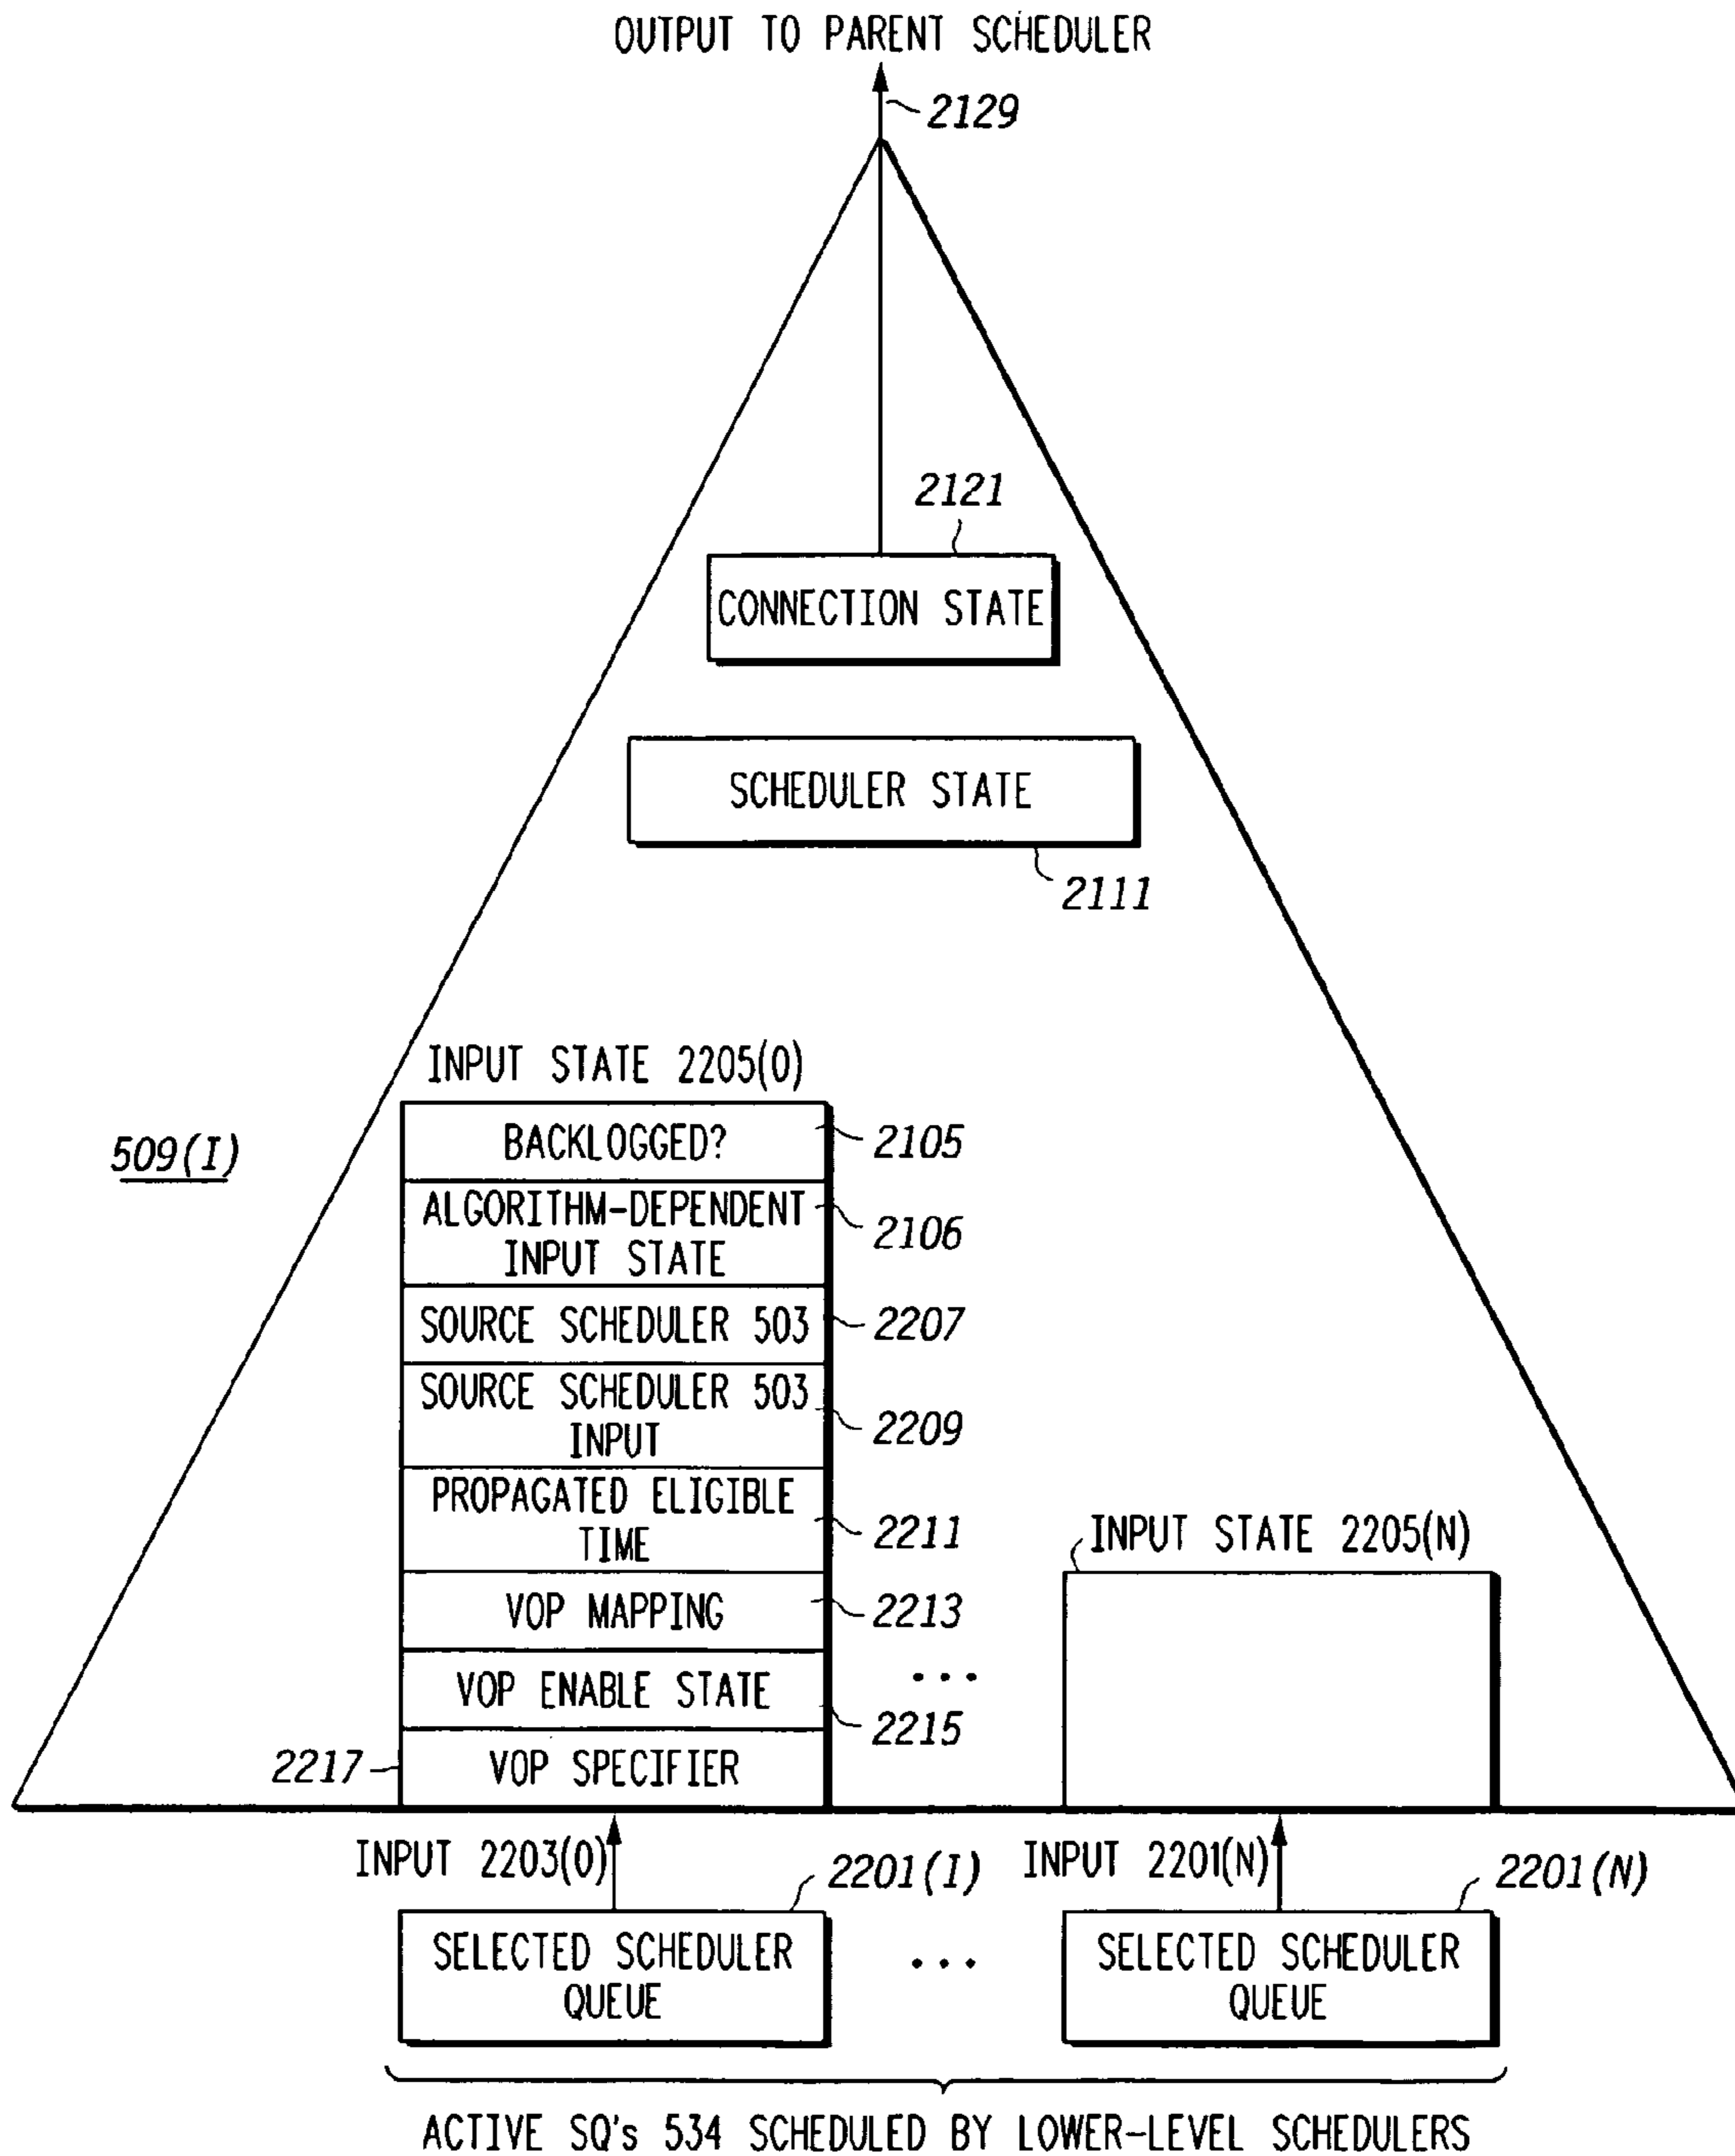 OUTPUT TO PARENT SCHEDULER
2129
2121
CONNECTION STATE
SCHEDULER STATE
2111
INPUT STATE 2205(0)
509(I)
BACKLOGGED?
2105
ALGORITHM-DEPENDENT
INPUT STATE
2106
SOURCE SCHEDULER 503
2207
SOURCE SCHEDULER 503
INPUT
2209
PROPAGATED ELIGIBLE
TIME
2211
INPUT STATE 2205(N)
VOP MAPPING
2213
VOP ENABLE STATE
...
2215
2217
VOP SPECIFIER
INPUT 2203(0)
2201(I)
INPUT 2201(N)
2201(N)
SELECTED SCHEDULER
QUEUE
...
SELECTED SCHEDULER
QUEUE
ACTIVE SQ's 534 SCHEDULED BY LOWER-LEVEL SCHEDULERS